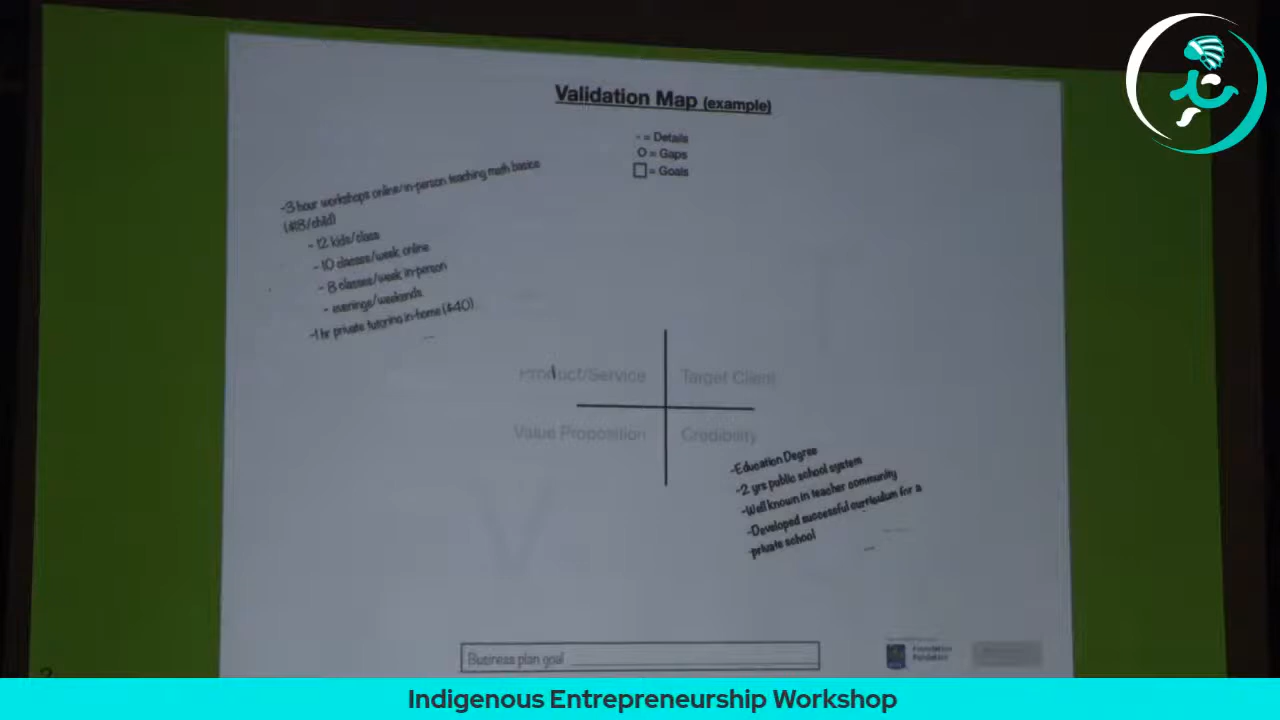 Validation Map (example)
- = Details
O = Gaps
= Goals
-3 hour workshops online/in-person teaching math basics
($18/child)
- 12 kids/class
- 10 classes/week online
- 8 classes/week in-person
- evenings/weekends
-1 hr private tutoring in-home ($40)
Product/Service
Target Client
Value Proposition
Credibility
-Education Degree
-2 yrs public school system
-Well known in teacher community
-Developed successful curriculum for a
-private school
Business plan goal
Foundation
Indigenous Entrepreneurship Workshop